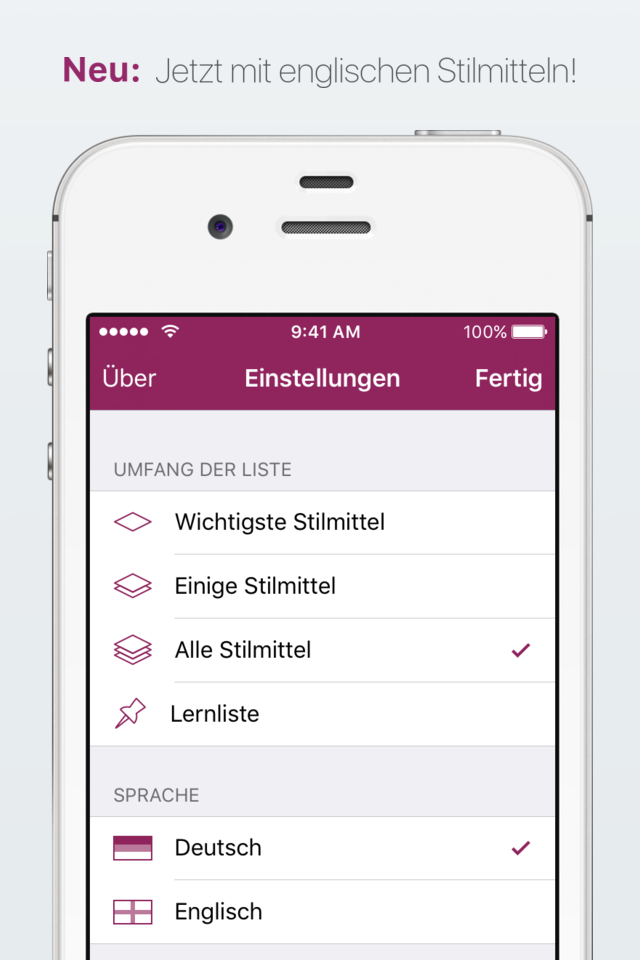 Neu: Jetzt mit englischen Stilmitteln!
9:41 AM 100%
Über Einstellungen Fertig
UMFANG DER LISTE
Wichtigste Stilmittel
Einige Stilmittel
Alle Stilmittel
Lernliste
SPRACHE
Deutsch
Englisch